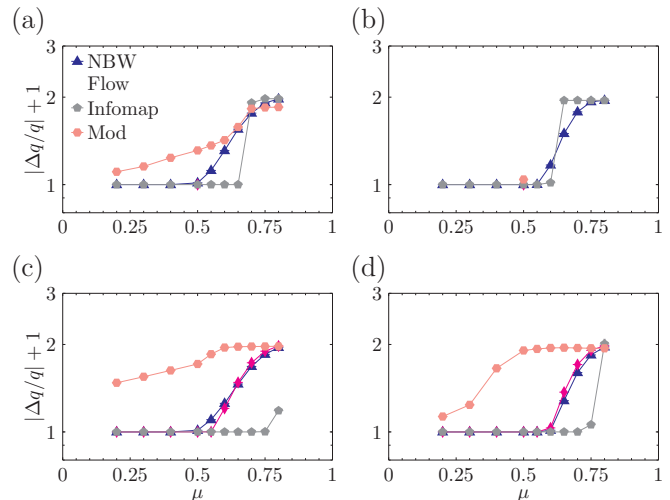 (a)
(b)
3
2
1
|Δq/q| + 1
NBW
Flow
Infomap
Mod
0 0.25 0.5 0.75 1
3
2
1
0 0.25 0.5 0.75 1
(c)
(d)
3
2
1
|Δq/q| + 1
0 0.25 0.5 0.75 1
μ
3
2
1
0 0.25 0.5 0.75 1
μ